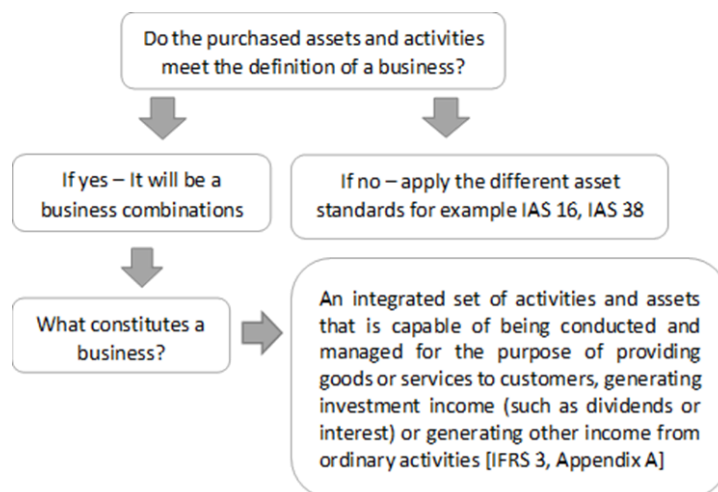 Do the purchased assets and activities
meet the definition of a business?
If yes – It will be a
business combinations
If no – apply the different asset
standards for example IAS 16, IAS 38
What constitutes a
business?
An integrated set of activities and assets
that is capable of being conducted and
managed for the purpose of providing
goods or services to customers, generating
investment income (such as dividends or
interest) or generating other income from
ordinary activities [IFRS 3, Appendix A]